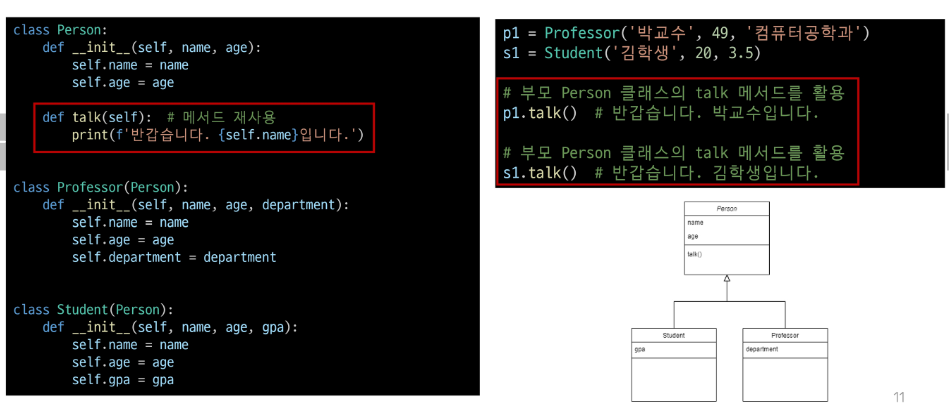 class Person:
    def __init__(self, name, age):
        self.name = name
        self.age = age
    def talk(self):  # 메서드 재사용
        print(f'반갑습니다. {self.name}입니다.')
class Professor(Person):
    def __init__(self, name, age, department):
        self.name = name
        self.age = age
        self.department = department
class Student(Person):
    def __init__(self, name, age, gpa):
        self.name = name
        self.age = age
        self.gpa = gpa
p1 = Professor('박교수', 49, '컴퓨터공학과')
s1 = Student('김학생', 20, 3.5)
# 부모 Person 클래스의 talk 메서드를 활용
p1.talk()  # 반갑습니다. 박교수입니다.
# 부모 Person 클래스의 talk 메서드를 활용
s1.talk()  # 반갑습니다. 김학생입니다.
Person
name
age
talk()
Student
gpa
Professor
department
11